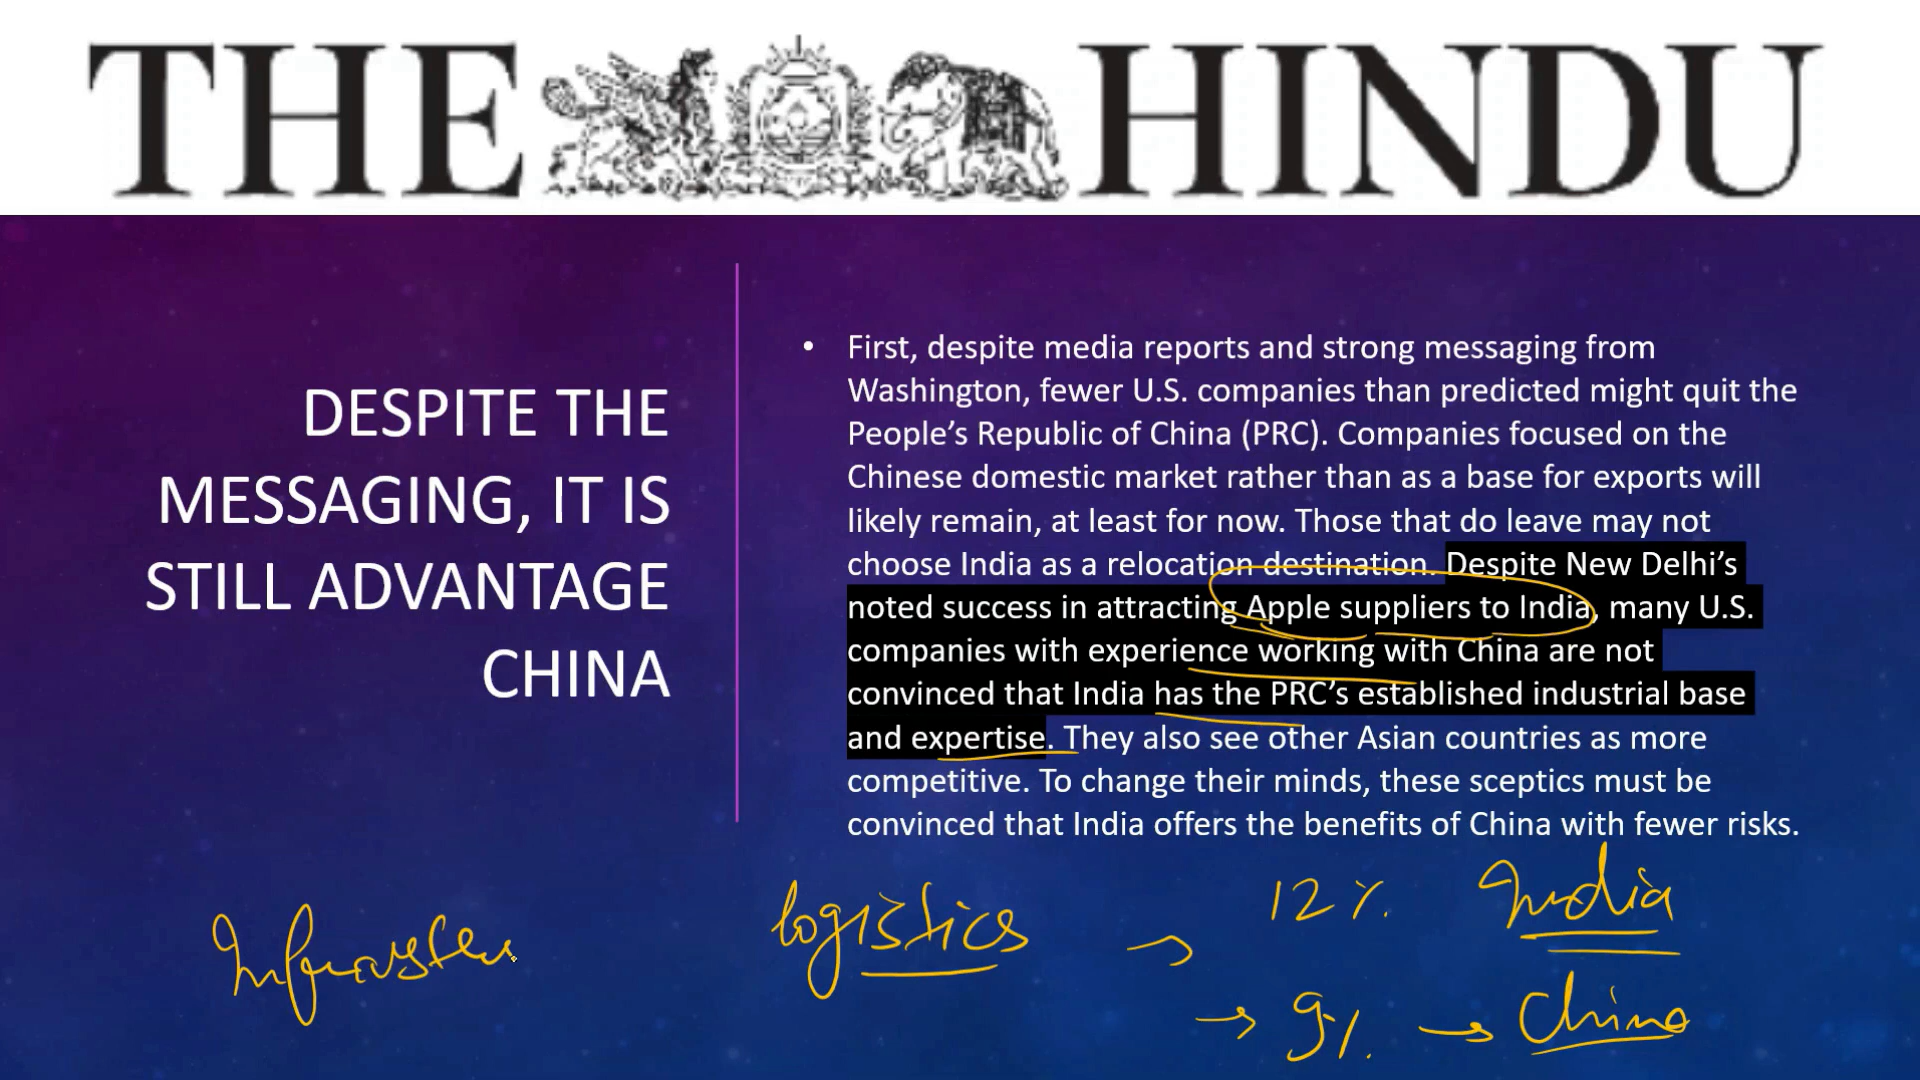 THE HINDU
DESPITE THE
MESSAGING, IT IS
STILL ADVANTAGE
CHINA
• First, despite media reports and strong messaging from
Washington, fewer U.S. companies than predicted might quit the
People’s Republic of China (PRC). Companies focused on the
Chinese domestic market rather than as a base for exports will
likely remain, at least for now. Those that do leave may not
choose India as a relocation destination. Despite New Delhi’s
noted success in attracting Apple suppliers to India, many U.S.
companies with experience working with China are not
convinced that India has the PRC’s established industrial base
and expertise. They also see other Asian countries as more
competitive. To change their minds, these sceptics must be
convinced that India offers the benefits of China with fewer risks.
logistics → 12%. India
→ 9%. → China